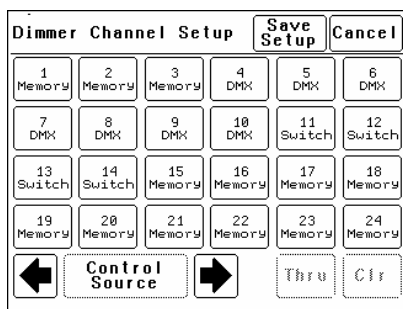 Dimmer Channel Setup
Save Setup
Cancel
1 2 3 4 5 6
Memory Memory Memory DMX DMX DMX
7 8 9 10 11 12
DMX DMX DMX DMX Switch Switch
13 14 15 16 17 18
Switch Switch Memory Memory Memory Memory
19 20 21 22 23 24
Memory Memory Memory Memory Memory Memory
Control
Source
Thru Clr